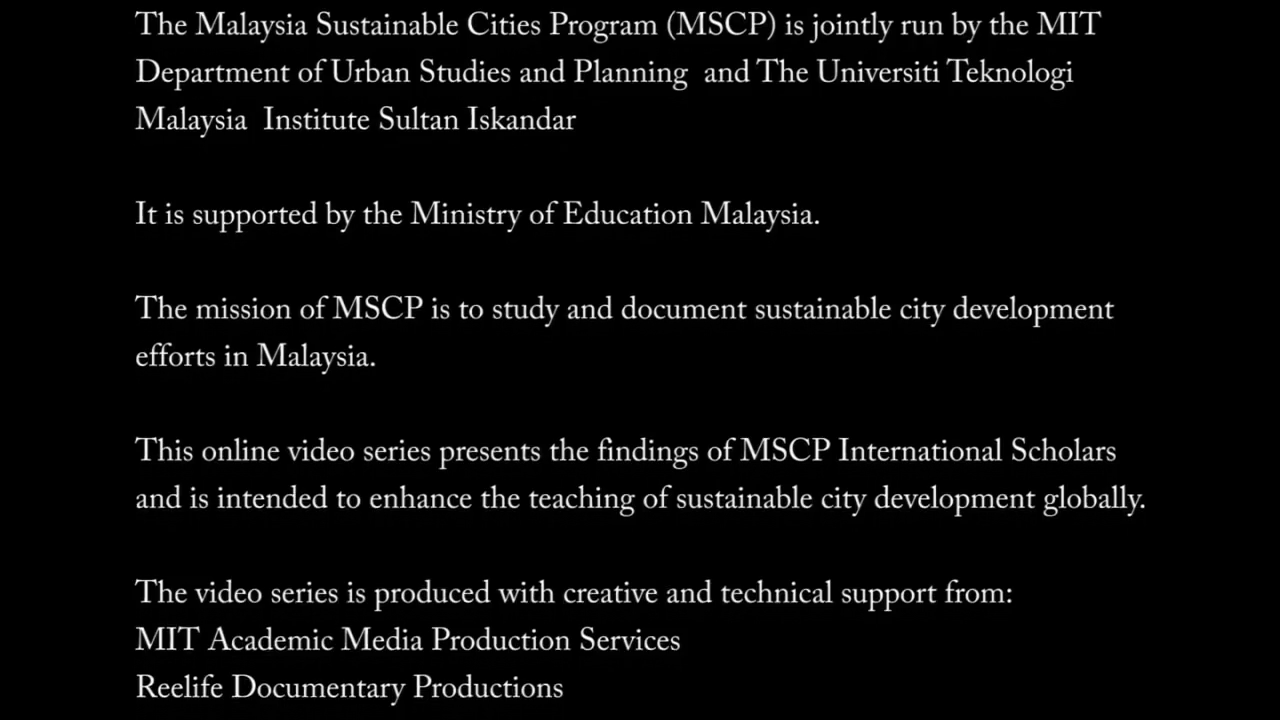 The Malaysia Sustainable Cities Program (MSCP) is jointly run by the MIT
Department of Urban Studies and Planning  and The Universiti Teknologi
Malaysia  Institute Sultan Iskandar
It is supported by the Ministry of Education Malaysia.
The mission of MSCP is to study and document sustainable city development
efforts in Malaysia.
This online video series presents the findings of MSCP International Scholars
and is intended to enhance the teaching of sustainable city development globally.
The video series is produced with creative and technical support from:
MIT Academic Media Production Services
Reelife Documentary Productions